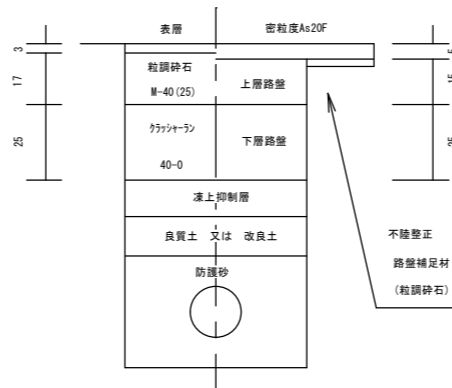 表層 密粒度As20F
3 5
粒調砕石
M-40(25) 上層路盤
17 15
クラッシャーラン
40-0 下層路盤
25
凍上抑制層
良質土 又は 改良土
不陸整正
路盤補足材
(粒調砕石)
防護砂